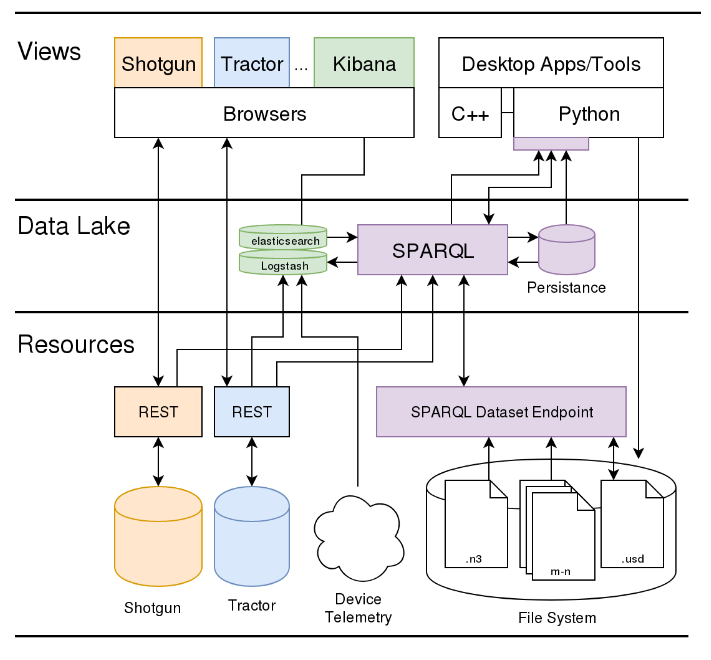 Views
Shotgun
Tractor
...
Kibana
Browsers
Desktop Apps/Tools
C++
Python
Data Lake
elasticsearch
Logstash
SPARQL
Persistance
Resources
REST
REST
SPARQL Dataset Endpoint
.n3
m-n
.usd
Shotgun
Tractor
Device
Telemetry
File System